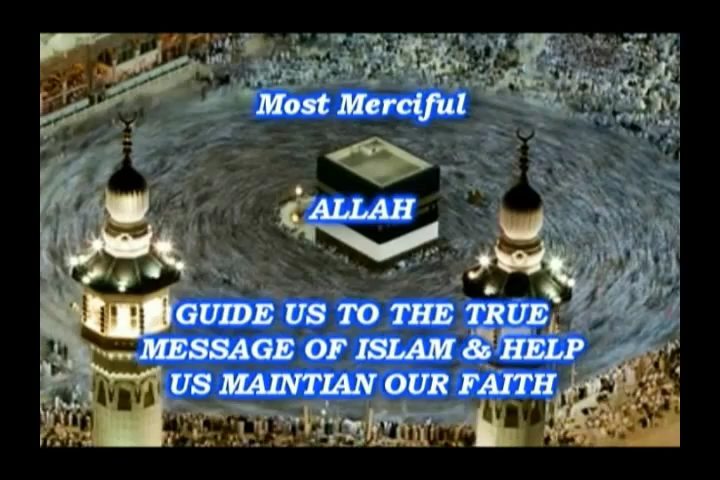 Most Merciful
ALLAH
GUIDE US TO THE TRUE
MESSAGE OF ISLAM & HELP
US MAINTIAN OUR FAITH